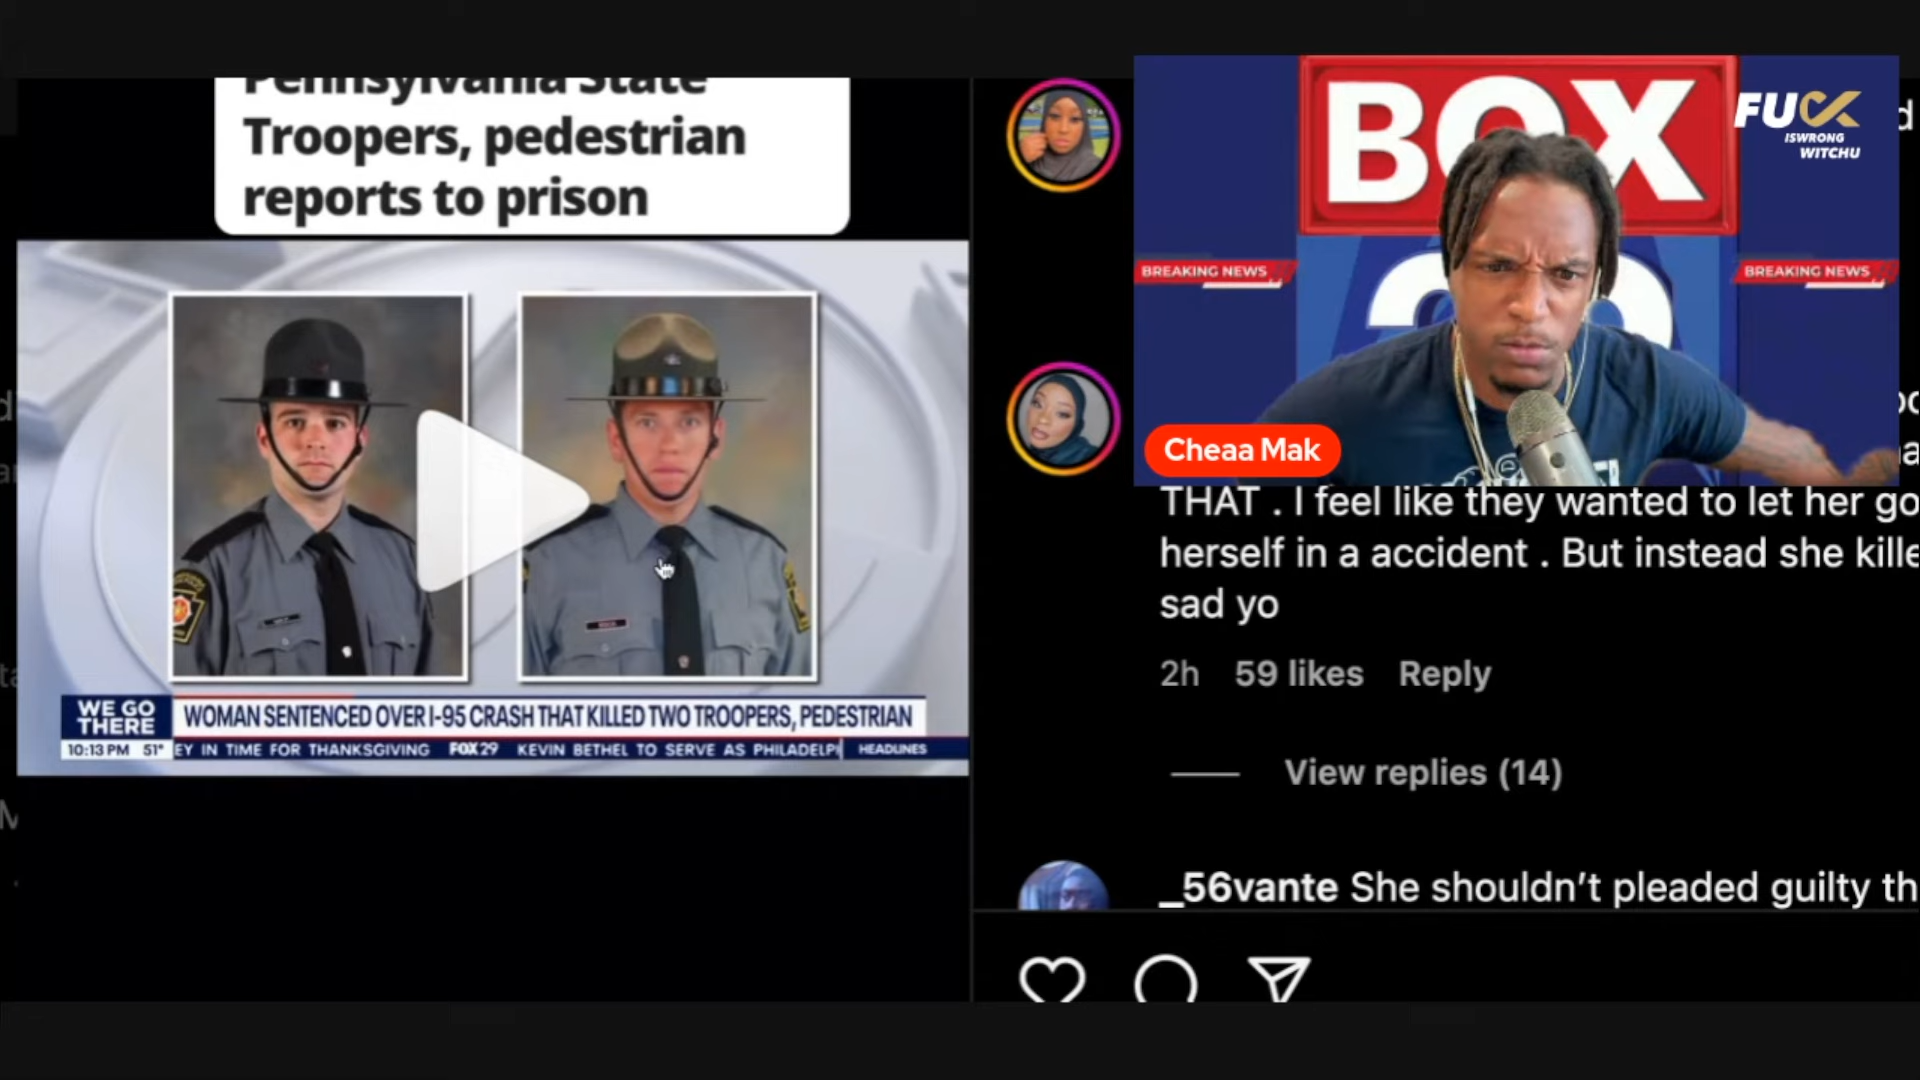 Pennsylvania State
Troopers, pedestrian
reports to prison
WE GO
THERE
WOMAN SENTENCED OVER I-95 CRASH THAT KILLED TWO TROOPERS, PEDESTRIAN
10:13 PM 51°
EY IN TIME FOR THANKSGIVING FOX 29 KEVIN BETHEL TO SERVE AS PHILADELP
HEADLINES
BOX
FUCK
ISWRONG
WITCHU
BREAKING NEWS
BREAKING NEWS
Cheaa Mak
THAT . I feel like they wanted to let her go
herself in a accident . But instead she kille
sad yo
2h 59 likes Reply
View replies (14)
_56vante She shouldn't pleaded guilty th